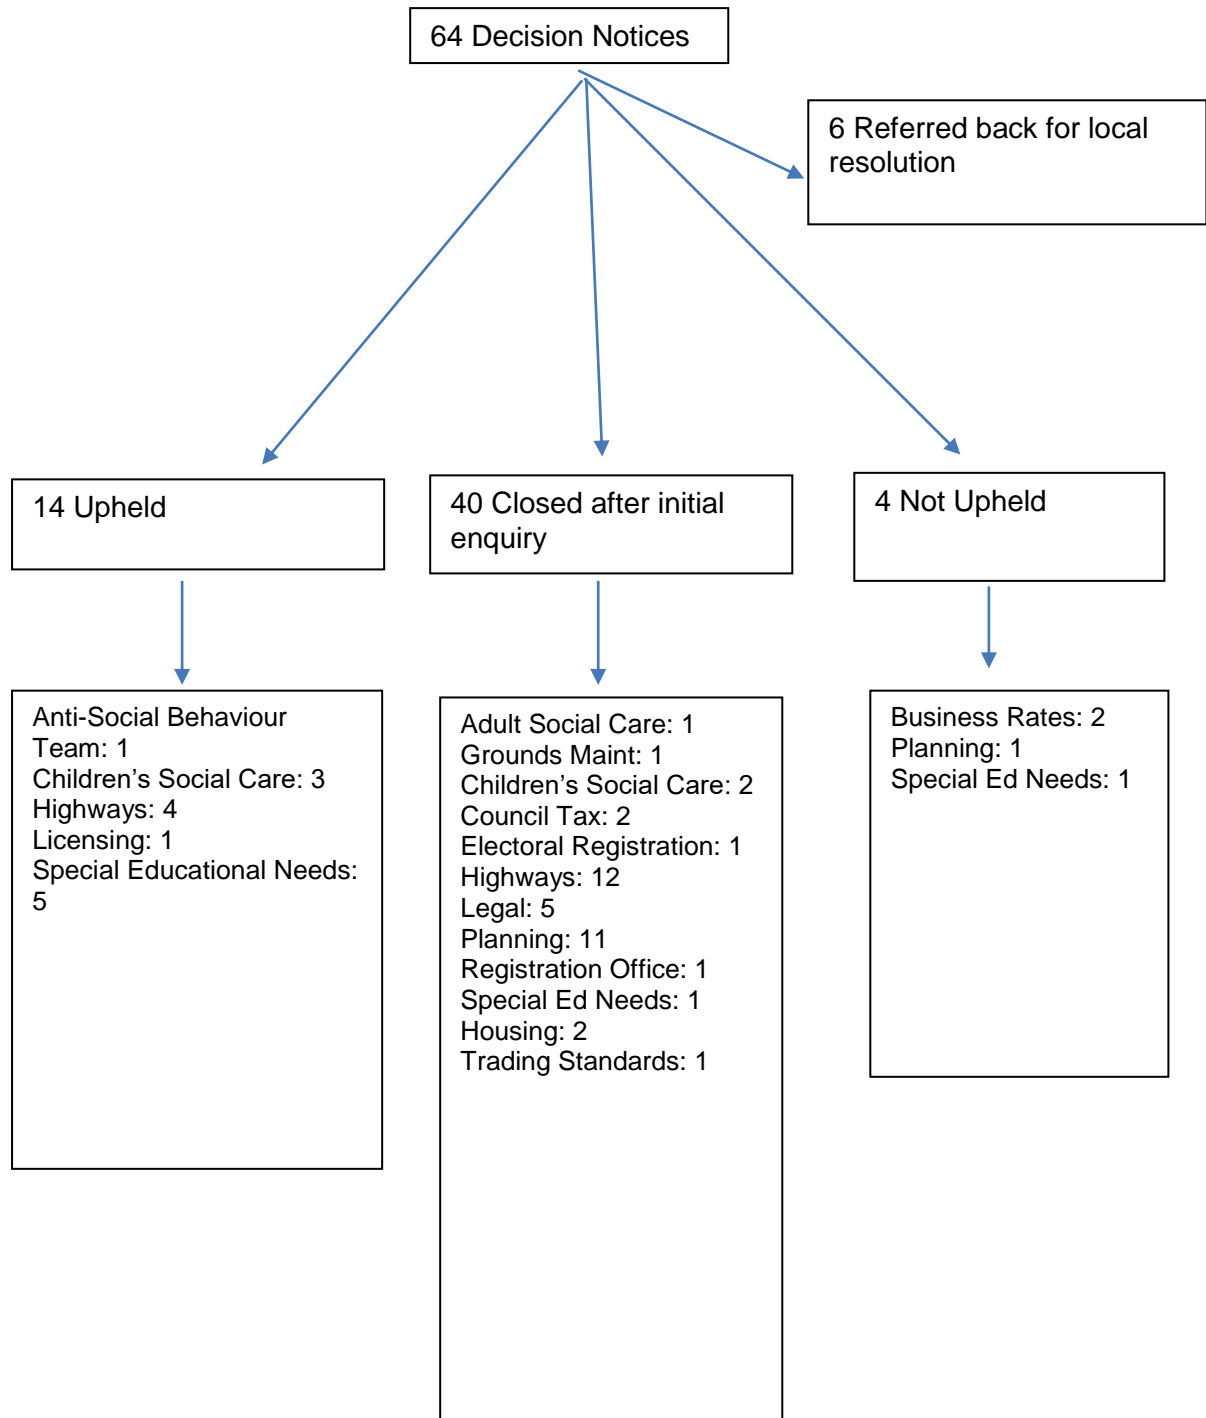 64 Decision Notices
6 Referred back for local
resolution
14 Upheld
40 Closed after initial
enquiry
4 Not Upheld
Anti-Social Behaviour
Team: 1
Children’s Social Care: 3
Highways: 4
Licensing: 1
Special Educational Needs:
5
Adult Social Care: 1
Grounds Maint: 1
Children’s Social Care: 2
Council Tax: 2
Electoral Registration: 1
Highways: 12
Legal: 5
Planning: 11
Registration Office: 1
Special Ed Needs: 1
Housing: 2
Trading Standards: 1
Business Rates: 2
Planning: 1
Special Ed Needs: 1